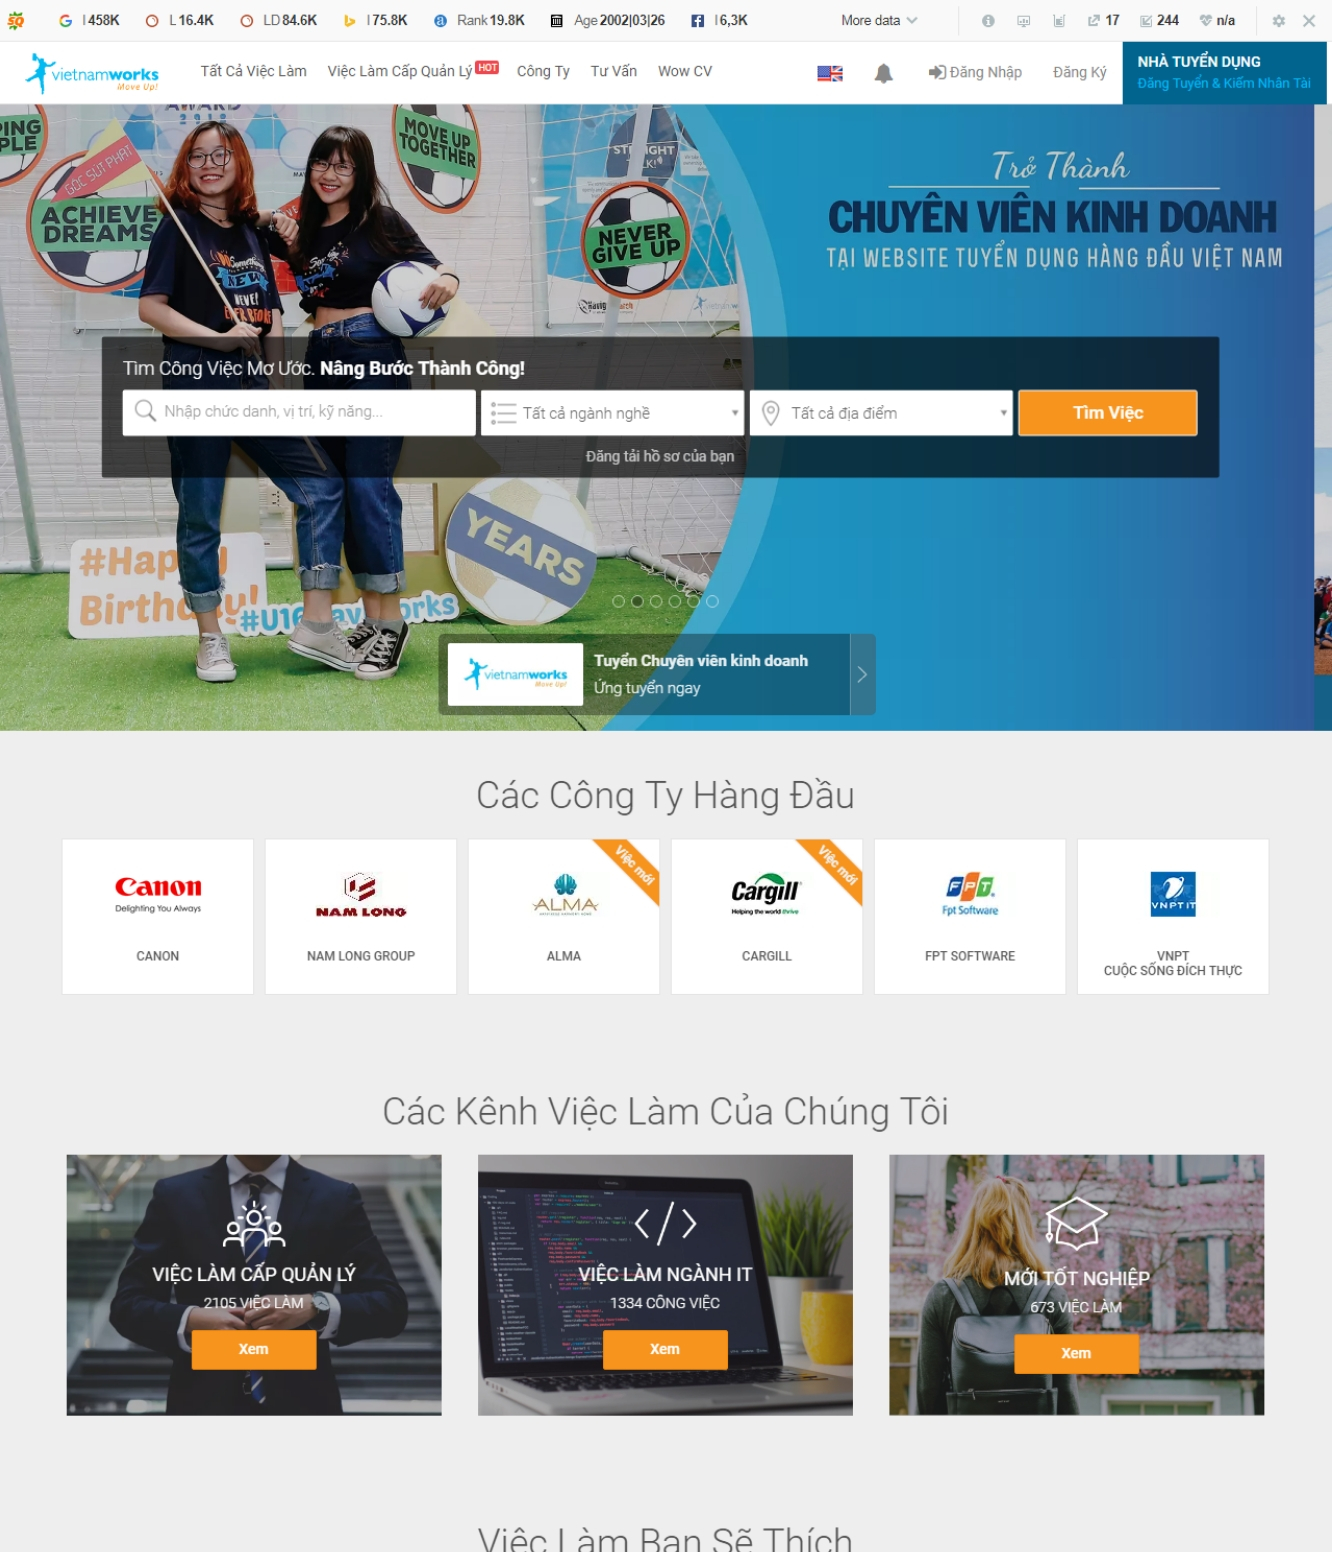 I 458K
L 16.4K
LD 84.6K
I 75.8K
Rank 19.8K
Age 2002|03|26
I 6,3K
More data
17
244
n/a
vietnamworks
Move Up!
Tất Cả Việc Làm
Việc Làm Cấp Quản Lý HOT
Công Ty
Tư Vấn
Wow CV
Đăng Nhập
Đăng Ký
NHÀ TUYỂN DỤNG
Đăng Tuyển & Kiếm Nhân Tài
AWARD
2018
PING
PLE
GÓC SÚT PHẠT
ACHIEVE
DREAMS
MOVE UP
TOGETHER
NEVER
GIVE UP
Trở Thành
CHUYÊN VIÊN KINH DOANH
TẠI WEBSITE TUYỂN DỤNG HÀNG ĐẦU VIỆT NAM
Tìm Công Việc Mơ Ước. Nâng Bước Thành Công!
Nhập chức danh, vị trí, kỹ năng...
Tất cả ngành nghề
Tất cả địa điểm
Tìm Việc
Đăng tải hồ sơ của bạn
YEARS
#Happy
Birthday!
vietnamworks
Move Up!
Tuyển Chuyên viên kinh doanh
Ứng tuyển ngay
Các Công Ty Hàng Đầu
Canon
Delighting You Always
CANON
NAM LONG
NAM LONG GROUP
Việc mới
ALMA
ALMA
Việc mới
Cargill
Helping the world thrive
CARGILL
FPT
Fpt Software
FPT SOFTWARE
VNPT IT
VNPT
CUỘC SỐNG ĐÍCH THỰC
Các Kênh Việc Làm Của Chúng Tôi
VIỆC LÀM CẤP QUẢN LÝ
2105 VIỆC LÀM
Xem
VIỆC LÀM NGÀNH IT
1334 CÔNG VIỆC
Xem
MỚI TỐT NGHIỆP
673 VIỆC LÀM
Xem
Việc Làm Bạn Sẽ Thích